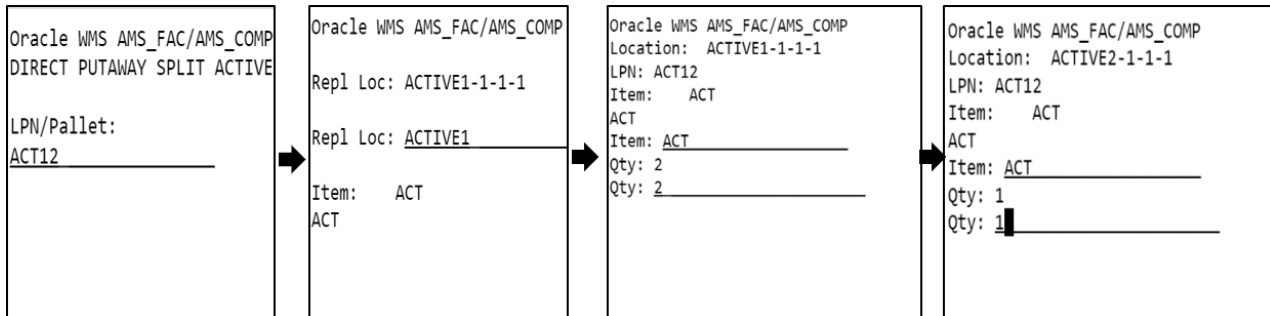 Oracle WMS AMS_FAC/AMS_COMP
DIRECT PUTAWAY SPLIT ACTIVE
LPN/Pallet:
ACT12
Oracle WMS AMS_FAC/AMS_COMP
Repl Loc: ACTIVE1-1-1-1
Repl Loc: ACTIVE1
Item: ACT
ACT
Oracle WMS AMS_FAC/AMS_COMP
Location: ACTIVE1-1-1-1
LPN: ACT12
Item: ACT
ACT
Item: ACT
Qty: 2
Qty: 2
Oracle WMS AMS_FAC/AMS_COMP
Location: ACTIVE2-1-1-1
LPN: ACT12
Item: ACT
ACT
Item: ACT
Qty: 1
Qty: 1